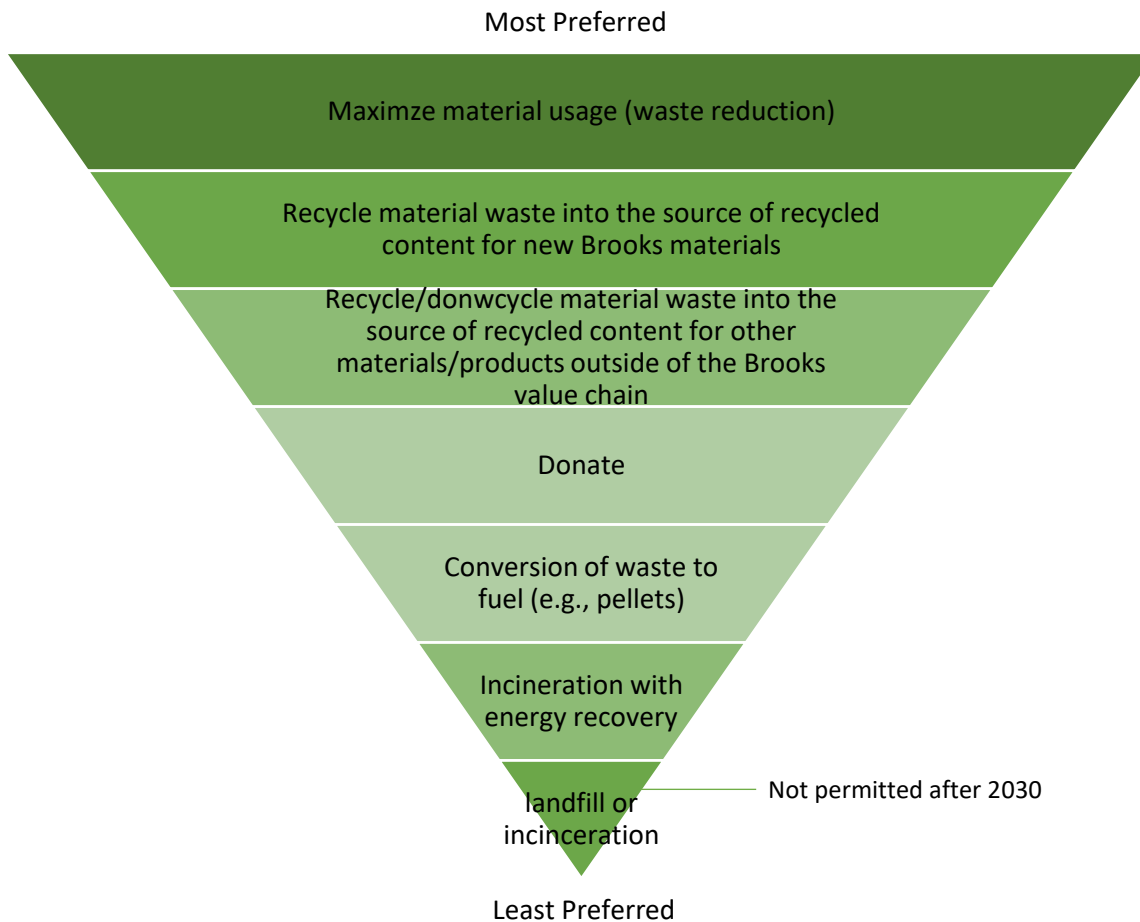 Most Preferred
Maximze material usage (waste reduction)
Recycle material waste into the source of recycled
content for new Brooks materials
Recycle/donwcycle material waste into the
source of recycled content for other
materials/products outside of the Brooks
value chain
Donate
Conversion of waste to
fuel (e.g., pellets)
Incineration with
energy recovery
landfill or
incinceration
Not permitted after 2030
Least Preferred